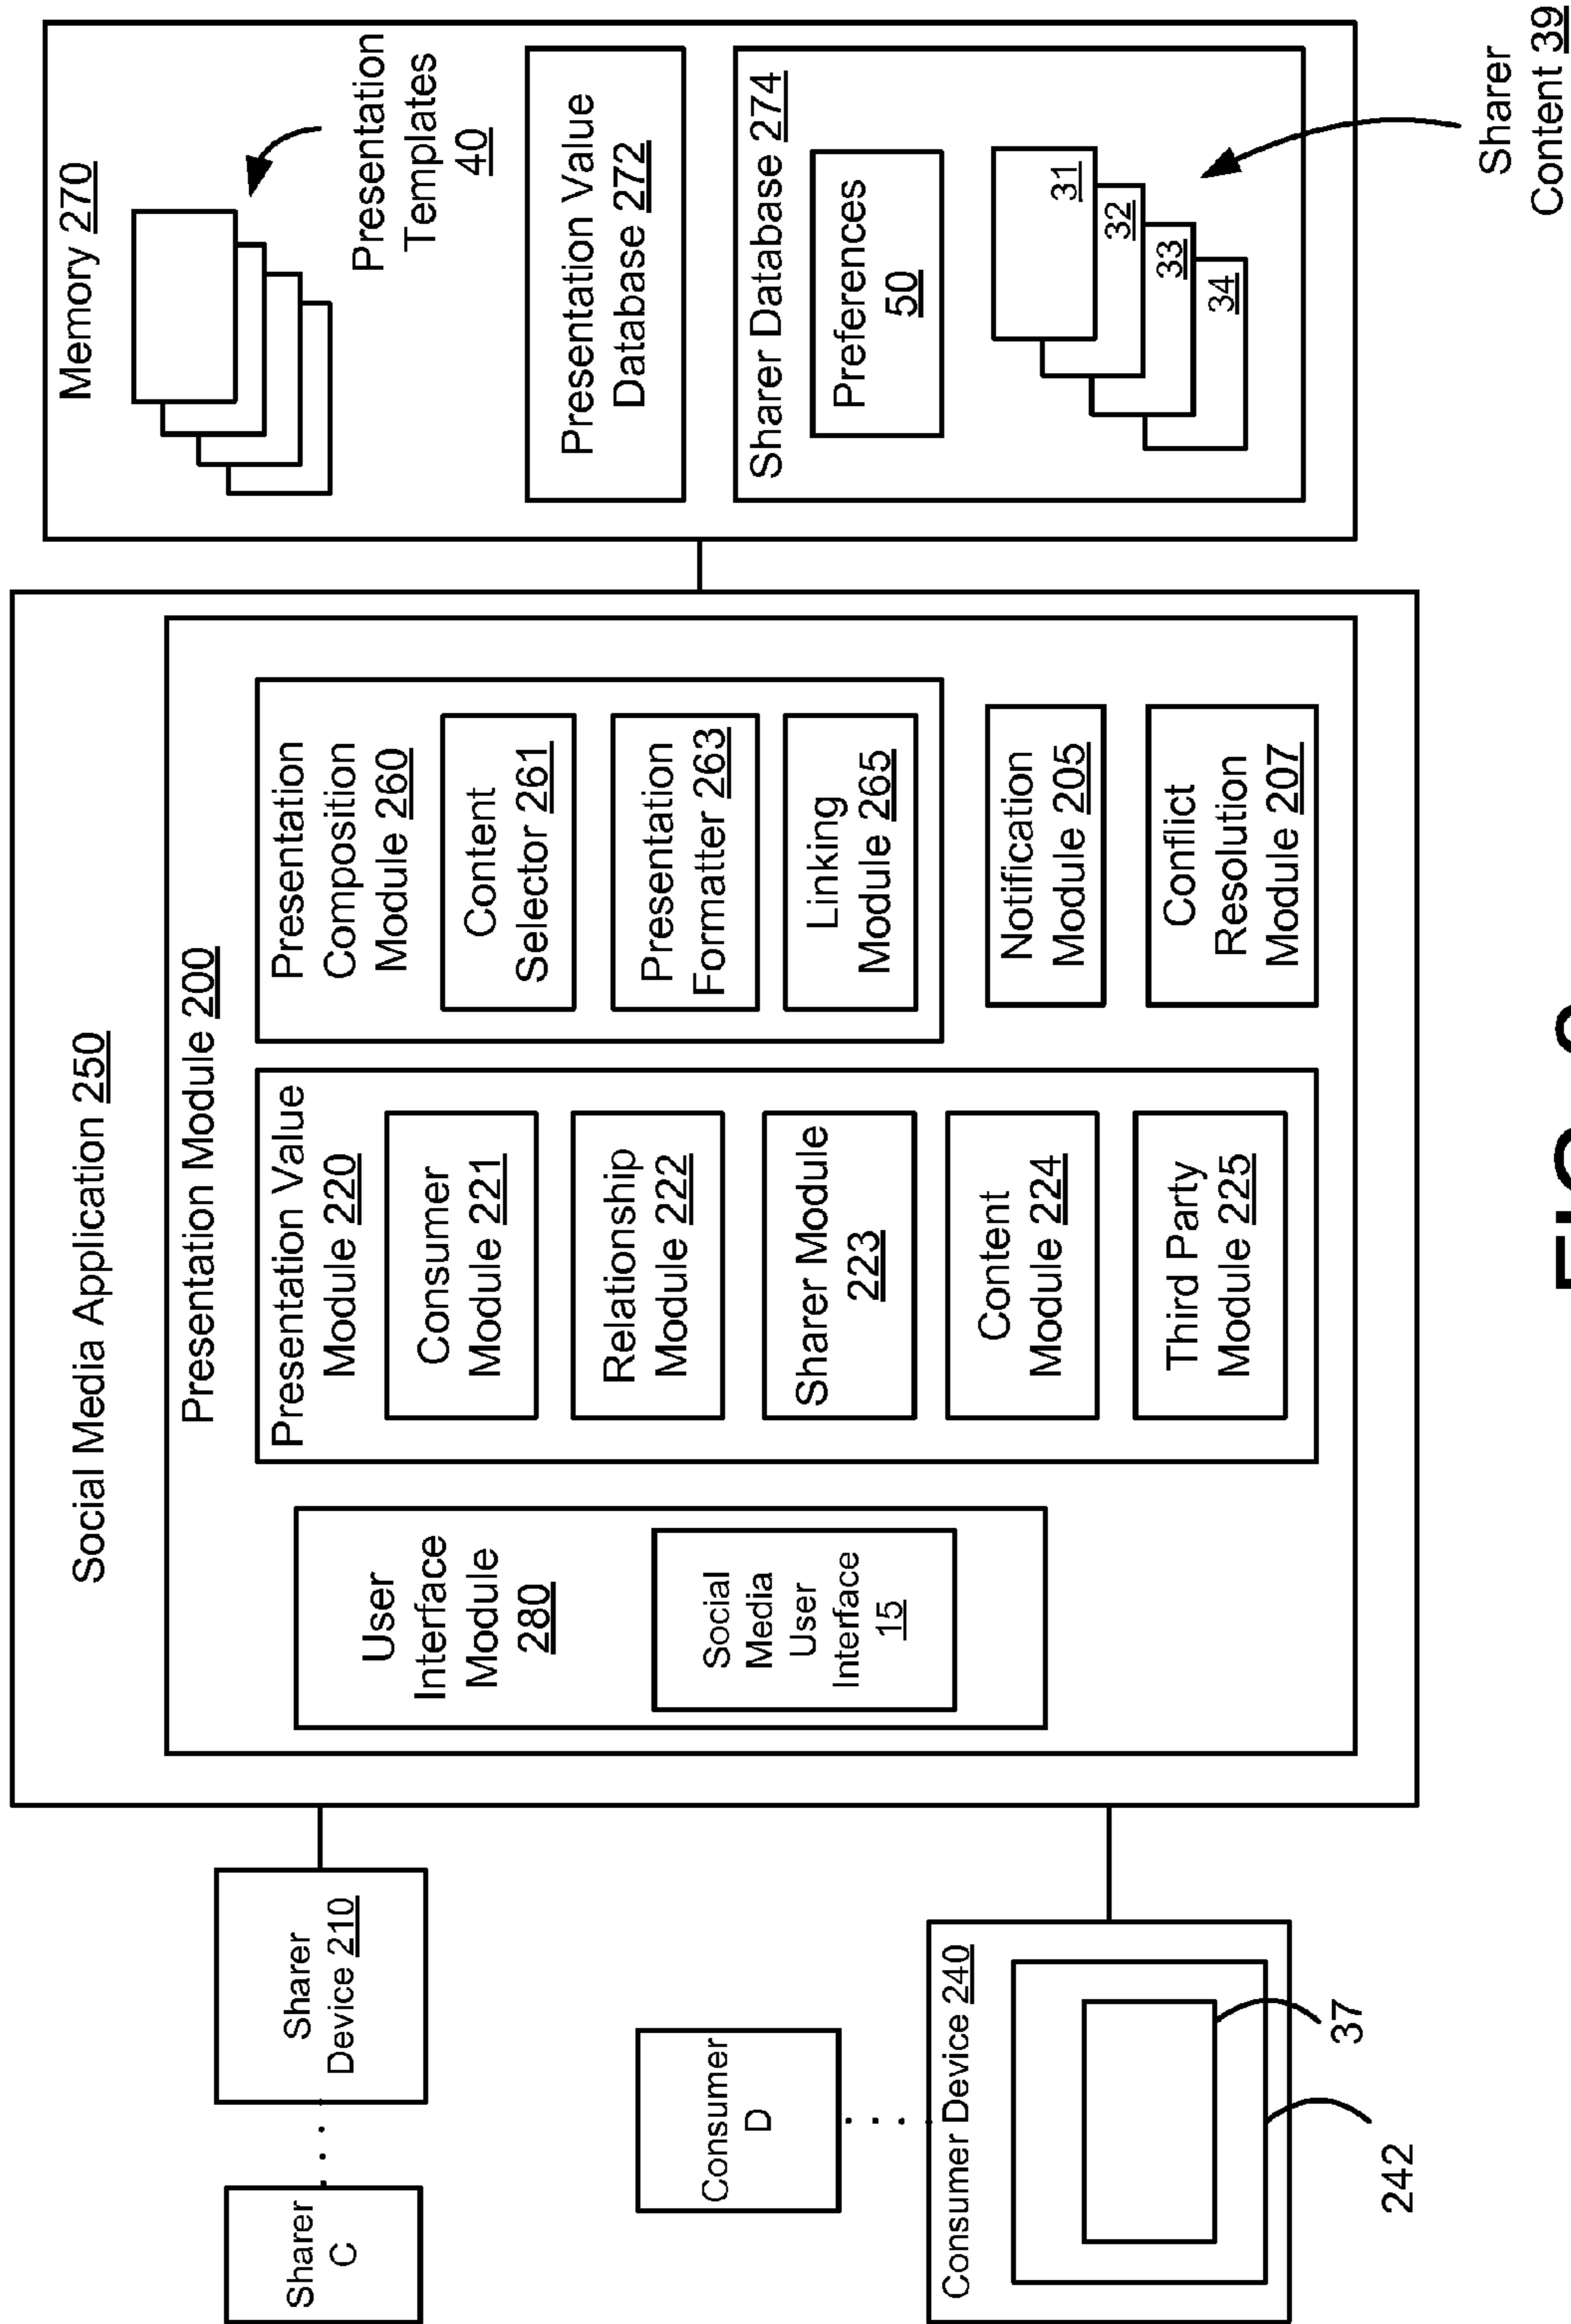 Sharer
C
Sharer
Device 210
Consumer
D
Consumer Device 240
37
242
Social Media Application 250
Presentation Module 200
User
Interface
Module
280
Social
Media
User
Interface
15
Presentation Value
Module 220
Consumer
Module 221
Relationship
Module 222
Sharer Module
223
Content
Module 224
Third Party
Module 225
Presentation
Composition
Module 260
Content
Selector 261
Presentation
Formatter 263
Linking
Module 265
Notification
Module 205
Conflict
Resolution
Module 207
Memory 270
Presentation
Templates
40
Presentation Value
Database 272
Sharer Database 274
Preferences
50
31
32
33
34
Sharer
Content 39
FIG.